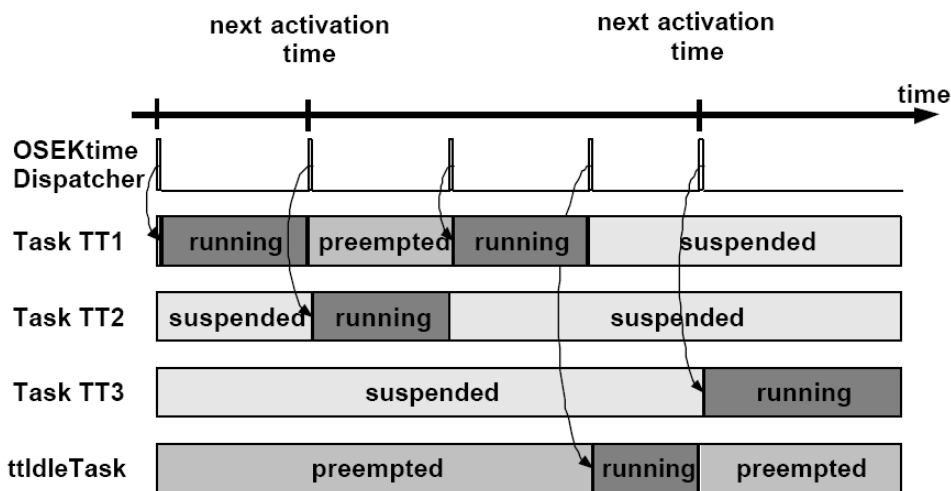 next activation
time
next activation
time
time
OSEKtime
Dispatcher
Task TT1
running
preempted
running
suspended
Task TT2
suspended
running
suspended
Task TT3
suspended
running
ttIdleTask
preempted
running
preempted